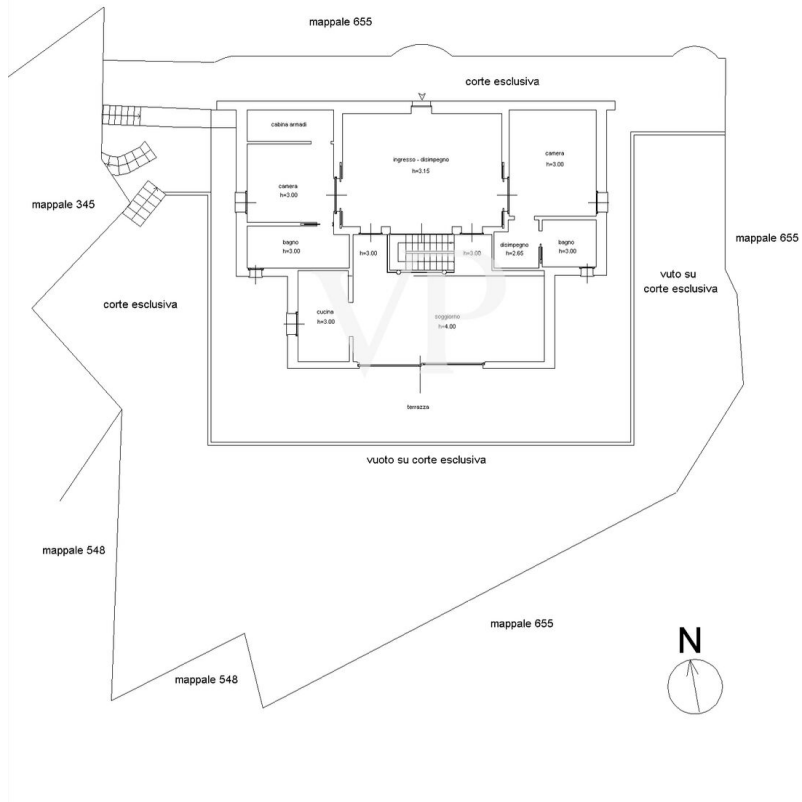 mappale 655
corte esclusiva
cabina armadi
ingresso - disimpegno
h=3.15
camera
h=3.00
camera
h=3.00
mappale 345
bagno
h=3.00
h=3.00
h=3.00
disimpegno
h=2.65
bagno
h=3.00
mappale 655
vuto su
corte esclusiva
corte esclusiva
cucina
h=3.00
soggiorno
h=4.00
VP
terrazza
vuoto su corte esclusiva
mappale 548
mappale 655
mappale 548
N